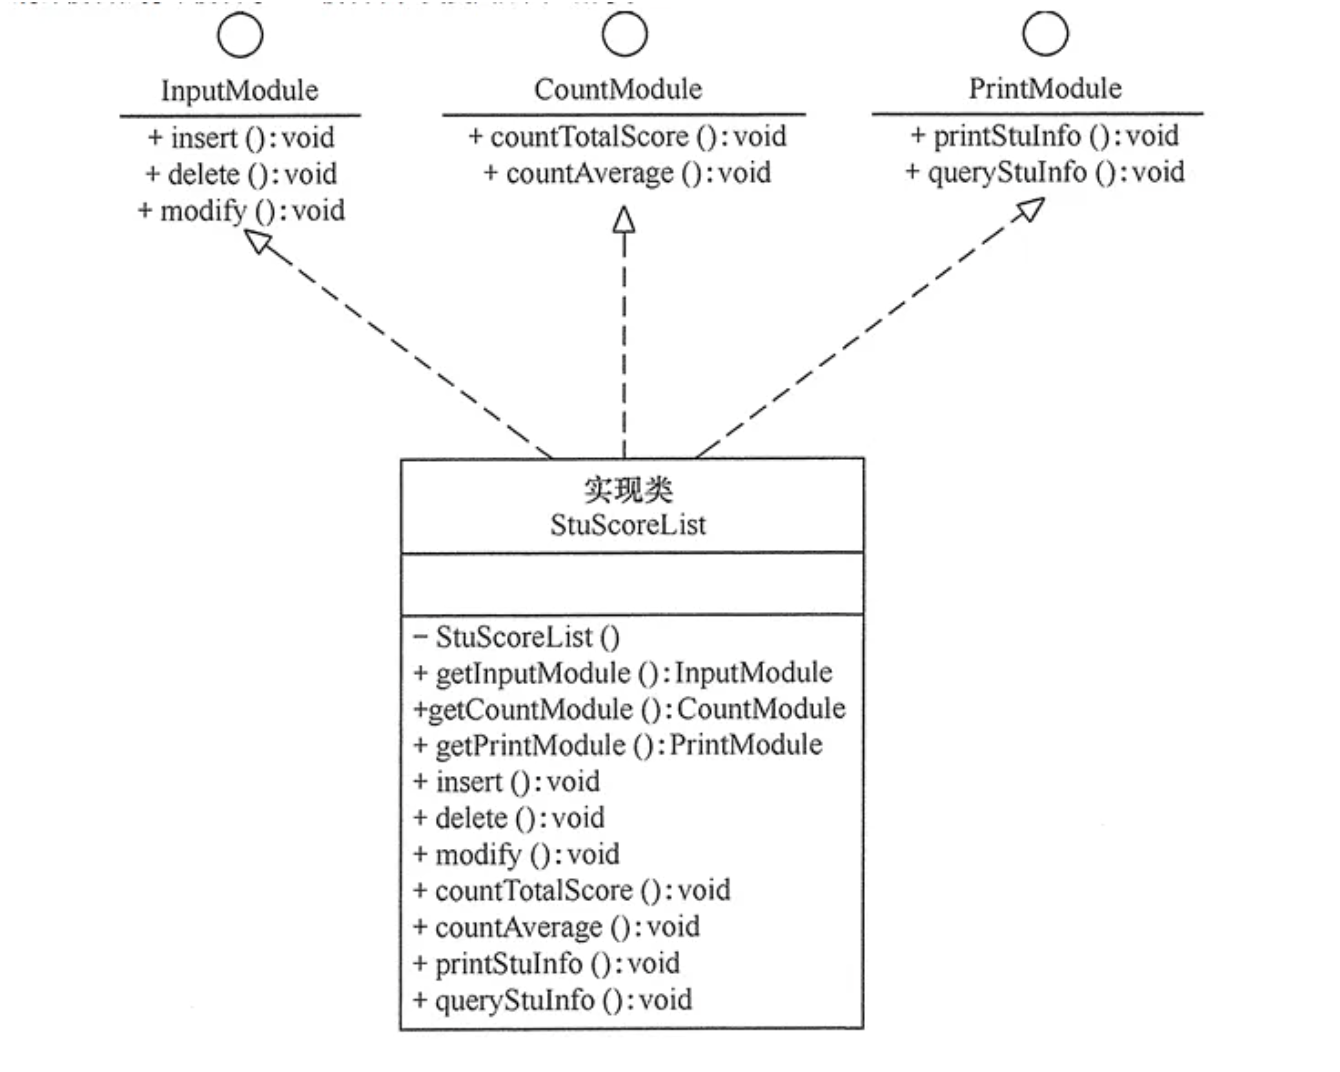 InputModule
+ insert ():void
+ delete ():void
+ modify ():void
CountModule
+ countTotalScore ():void
+ countAverage ():void
PrintModule
+ printStuInfo ():void
+ queryStuInfo ():void
实现类
StuScoreList
− StuScoreList ()
+ getInputModule ():InputModule
+getCountModule ():CountModule
+ getPrintModule ():PrintModule
+ insert ():void
+ delete ():void
+ modify ():void
+ countTotalScore ():void
+ countAverage ():void
+ printStuInfo ():void
+ queryStuInfo ():void